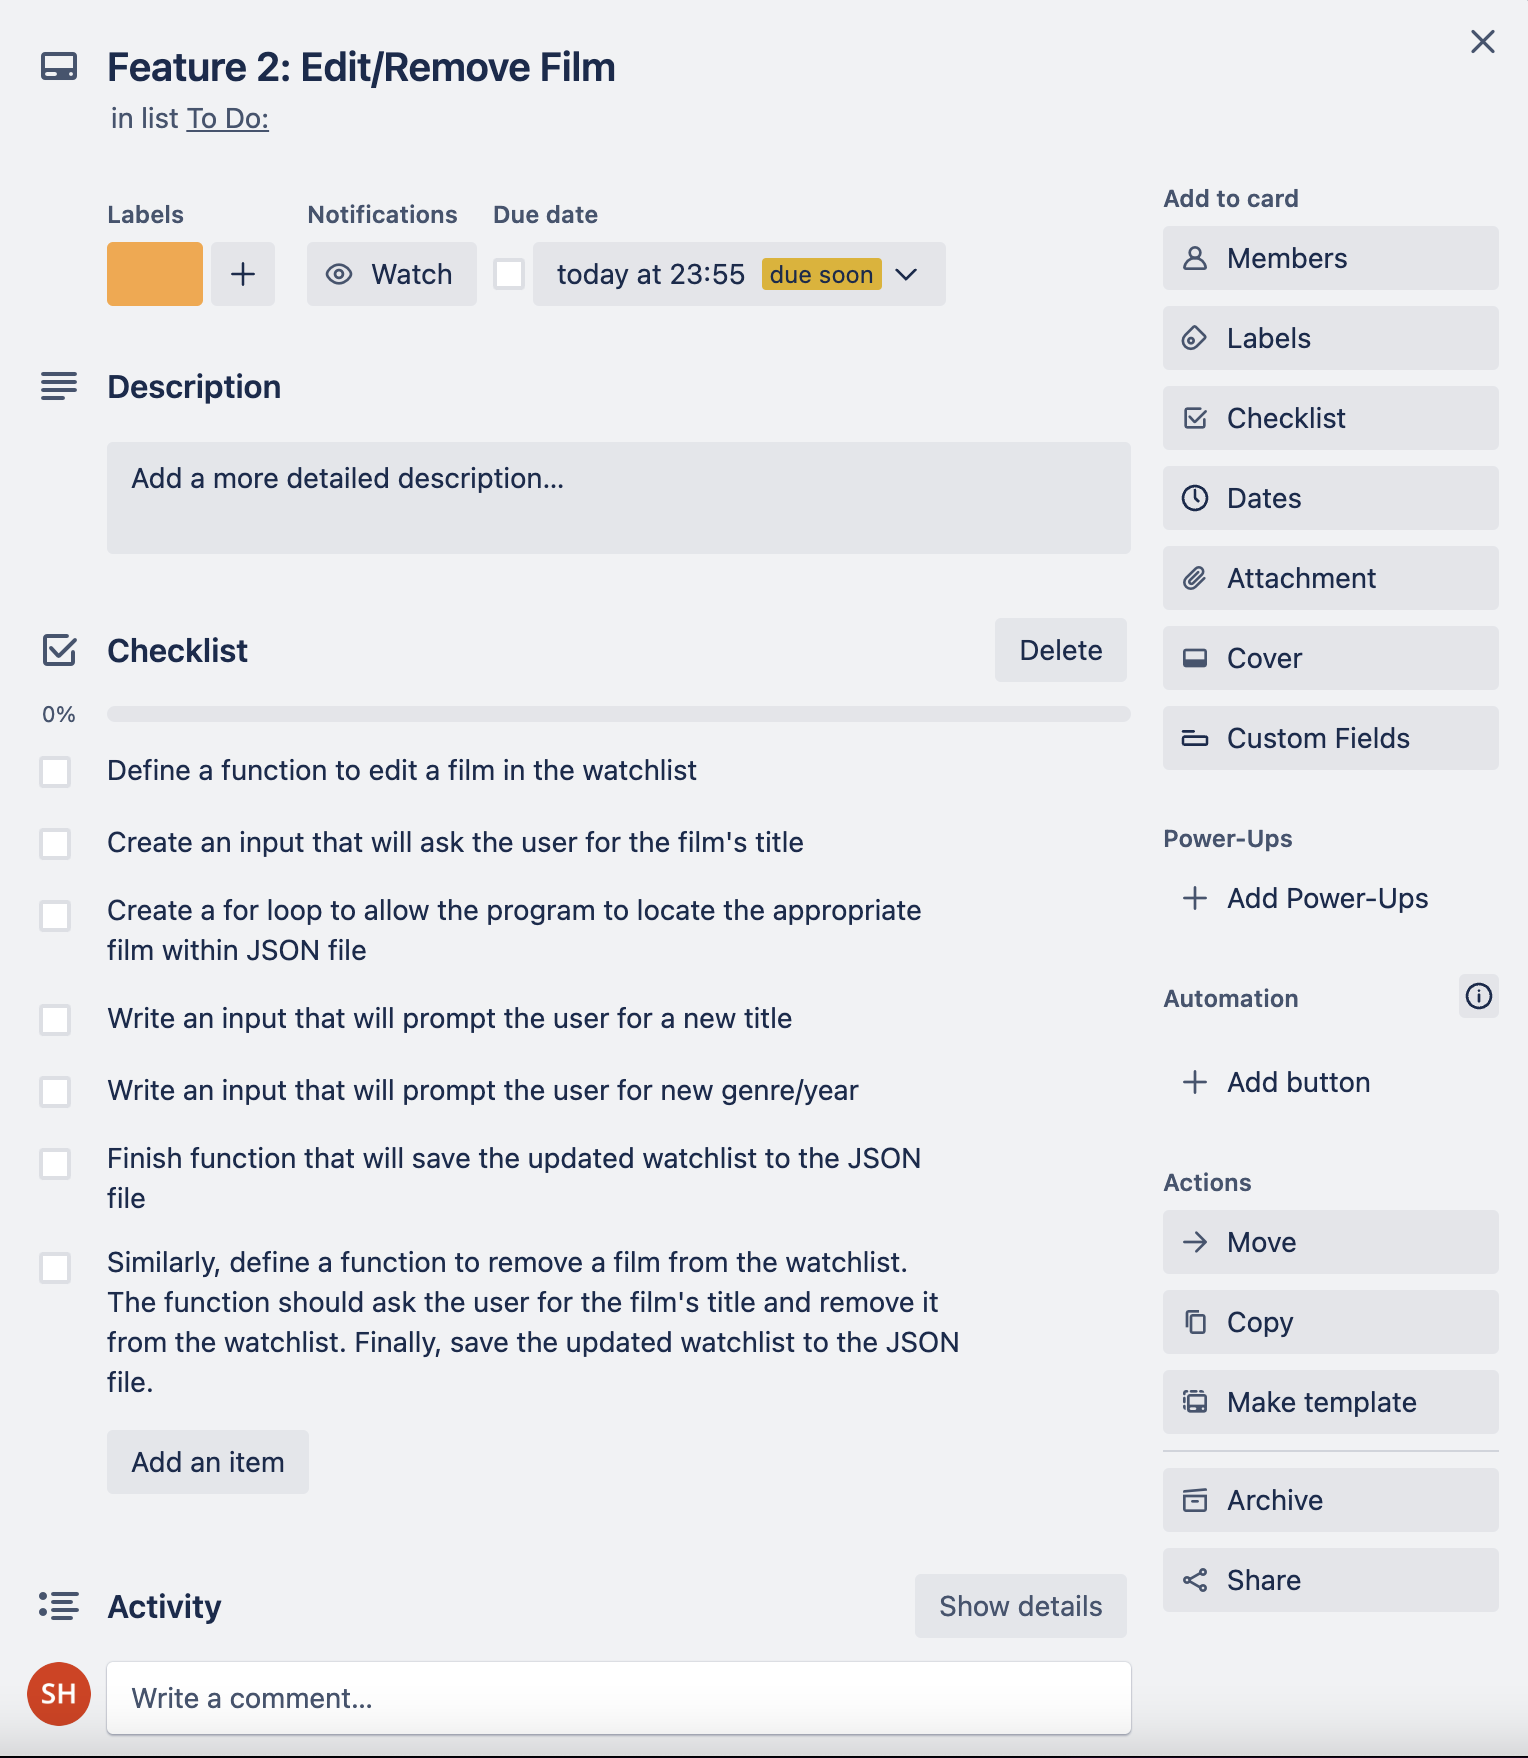 Feature 2: Edit/Remove Film
in list To Do:
Labels
Notifications
Due date
Watch
today at 23:55 due soon
Description
Add a more detailed description...
Checklist
Delete
0%
Define a function to edit a film in the watchlist
Create an input that will ask the user for the film's title
Create a for loop to allow the program to locate the appropriate
film within JSON file
Write an input that will prompt the user for a new title
Write an input that will prompt the user for new genre/year
Finish function that will save the updated watchlist to the JSON
file
Similarly, define a function to remove a film from the watchlist.
The function should ask the user for the film's title and remove it
from the watchlist. Finally, save the updated watchlist to the JSON
file.
Add an item
Activity
Show details
SH
Write a comment...
Add to card
Members
Labels
Checklist
Dates
Attachment
Cover
Custom Fields
Power-Ups
Add Power-Ups
Automation
Add button
Actions
Move
Copy
Make template
Archive
Share